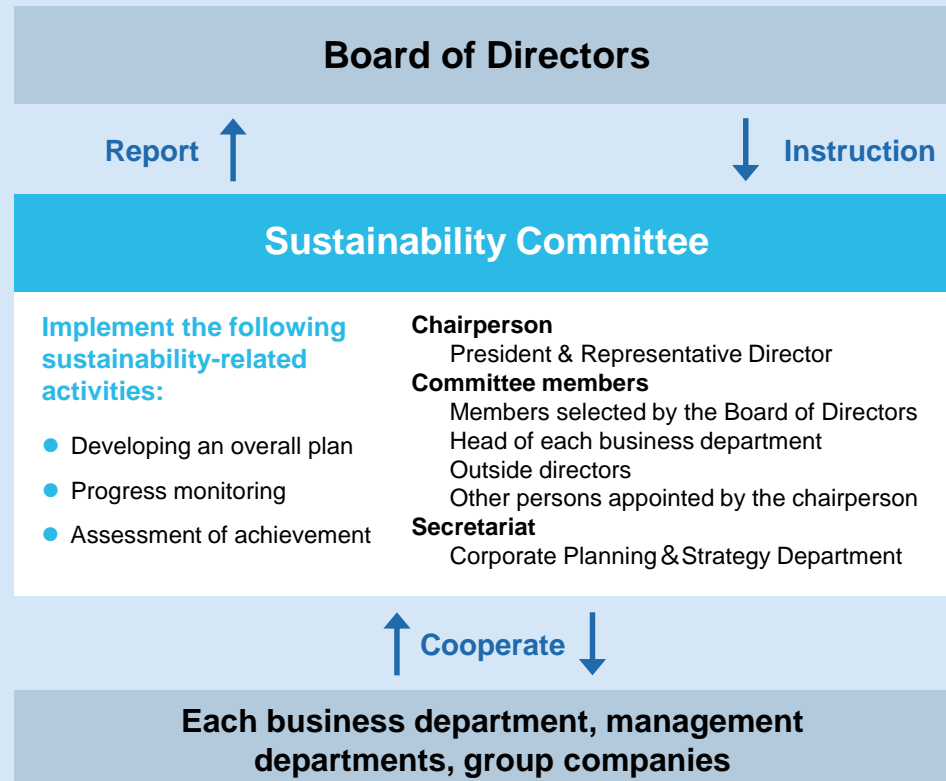 Board of Directors
Report
Instruction
Sustainability Committee
Implement the following
sustainability-related
activities:
Developing an overall plan
Progress monitoring
Assessment of achievement
Chairperson
President & Representative Director
Committee members
Members selected by the Board of Directors
Head of each business department
Outside directors
Other persons appointed by the chairperson
Secretariat
Corporate Planning&Strategy Department
Cooperate
Each business department, management
departments, group companies